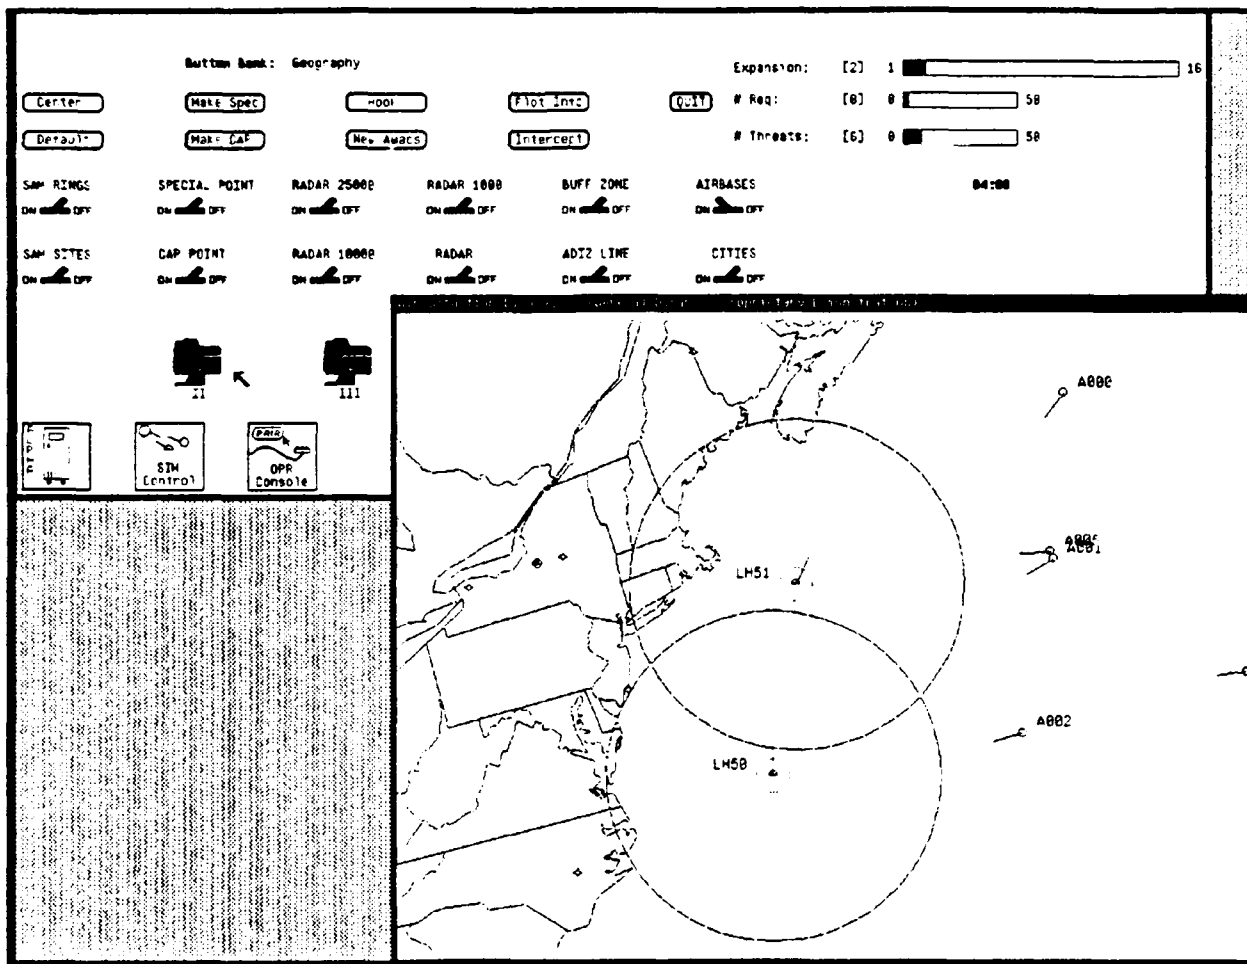 Button Bank: Geography
Expansion: [2] 1 16
Center Make Spec Hook Plot Info QUIT # Req: [0] 0 50
Default Make CAP New Awacs Intercept # Threats: [6] 0 50
SAM RINGS SPECIAL POINT RADAR 25000 RADAR 1000 BUFF ZONE AIRBASES 04:00
ON OFF ON OFF ON OFF ON OFF ON OFF ON OFF
SAM SITES CAP POINT RADAR 10000 RADAR ADIZ LINE CITIES
ON OFF ON OFF ON OFF ON OFF ON OFF ON OFF
II III
A000
SIM Control
PAIR
OPR Console
A001
LH51
A002
LH50